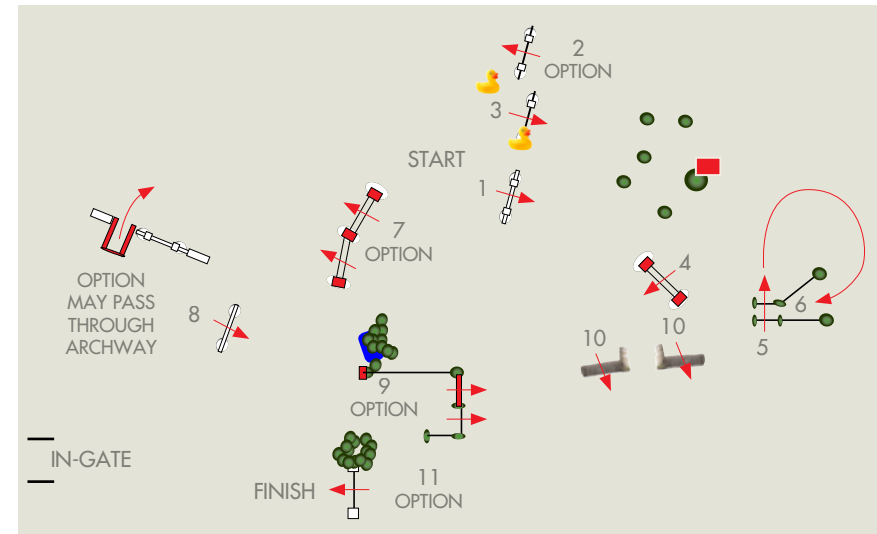 2
OPTION
3
START
1
7
OPTION
4
OPTION
MAY PASS
THROUGH
ARCHWAY
8
6
5
10
10
9
OPTION
IN-GATE
FINISH
11
OPTION